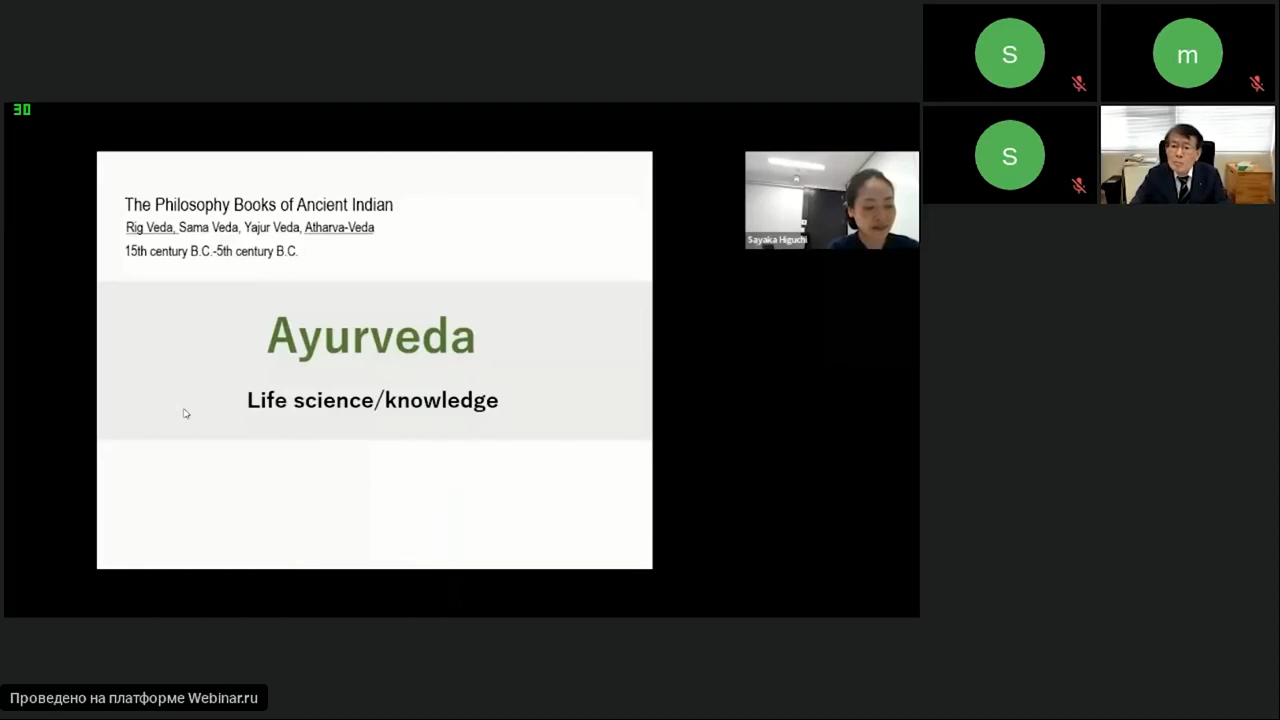 30
The Philosophy Books of Ancient Indian
Rig Veda, Sama Veda, Yajur Veda, Atharva-Veda
15th century B.C.-5th century B.C.
Ayurveda
Life science/knowledge
Sayaka Higuchi
S
m
S
Проведено на платформе Webinar.ru